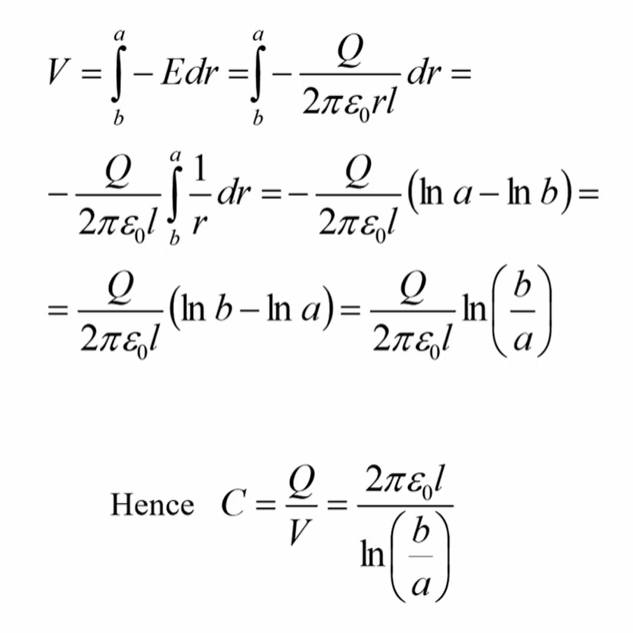 V = ∫_b^a − Edr = ∫_b^a − Q/(2πε₀rl) dr =
− Q/(2πε₀l) ∫_b^a 1/r dr = − Q/(2πε₀l) (ln a − ln b) =
= Q/(2πε₀l) (ln b − ln a) = Q/(2πε₀l) ln(b/a)
Hence C = Q/V = 2πε₀l/ln(b/a)